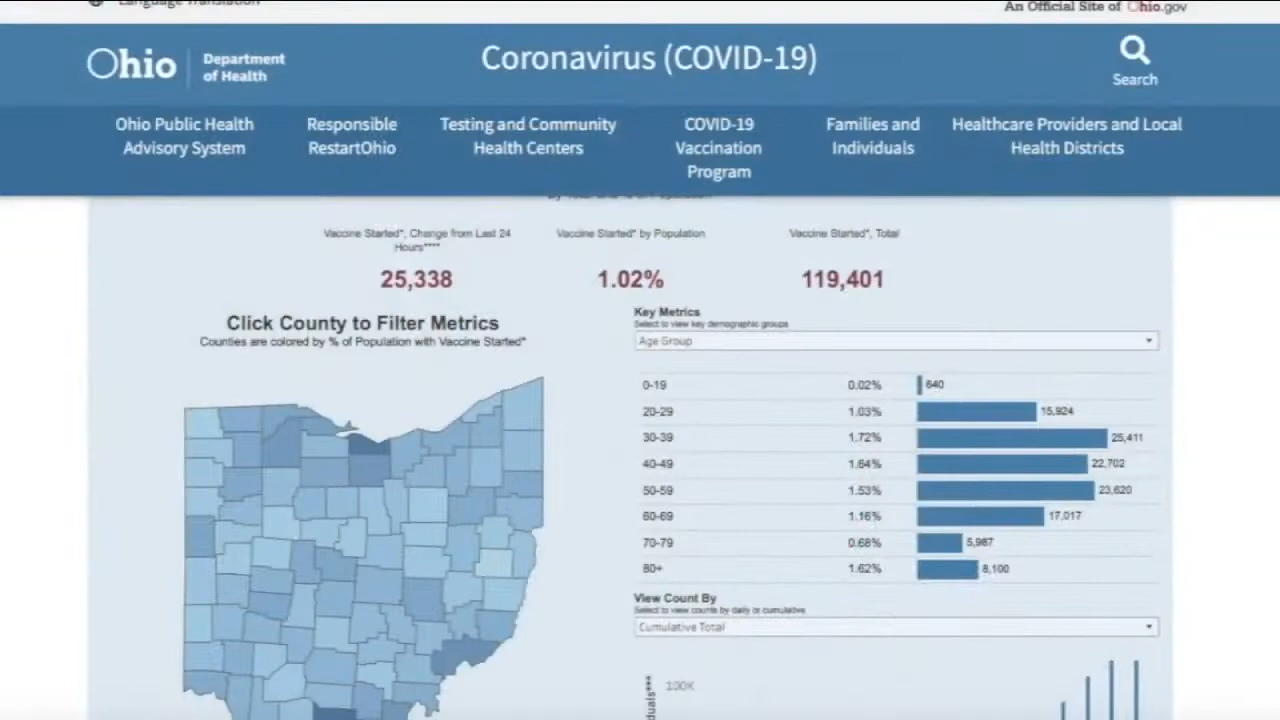 Language Translation
An Official Site of Ohio.gov
Ohio
Department
of Health
Coronavirus (COVID-19)
Search
Ohio Public Health
Advisory System
Responsible
RestartOhio
Testing and Community
Health Centers
COVID-19
Vaccination
Program
Families and
Individuals
Healthcare Providers and Local
Health Districts
Vaccine Started*, Change from Last 24
Hours****
25,338
Vaccine Started* by Population
1.02%
Vaccine Started*, Total
119,401
Click County to Filter Metrics
Counties are colored by % of Population with Vaccine Started*
Key Metrics
Select to view key demographic groups
Age Group
0-19 0.02% 640
20-29 1.03% 15,924
30-39 1.72% 25,411
40-49 1.64% 22,702
50-59 1.53% 23,620
60-69 1.16% 17,017
70-79 0.68% 5,987
80+ 1.62% 8,100
View Count By
Select to view counts by daily or cumulative
Cumulative Total
100K